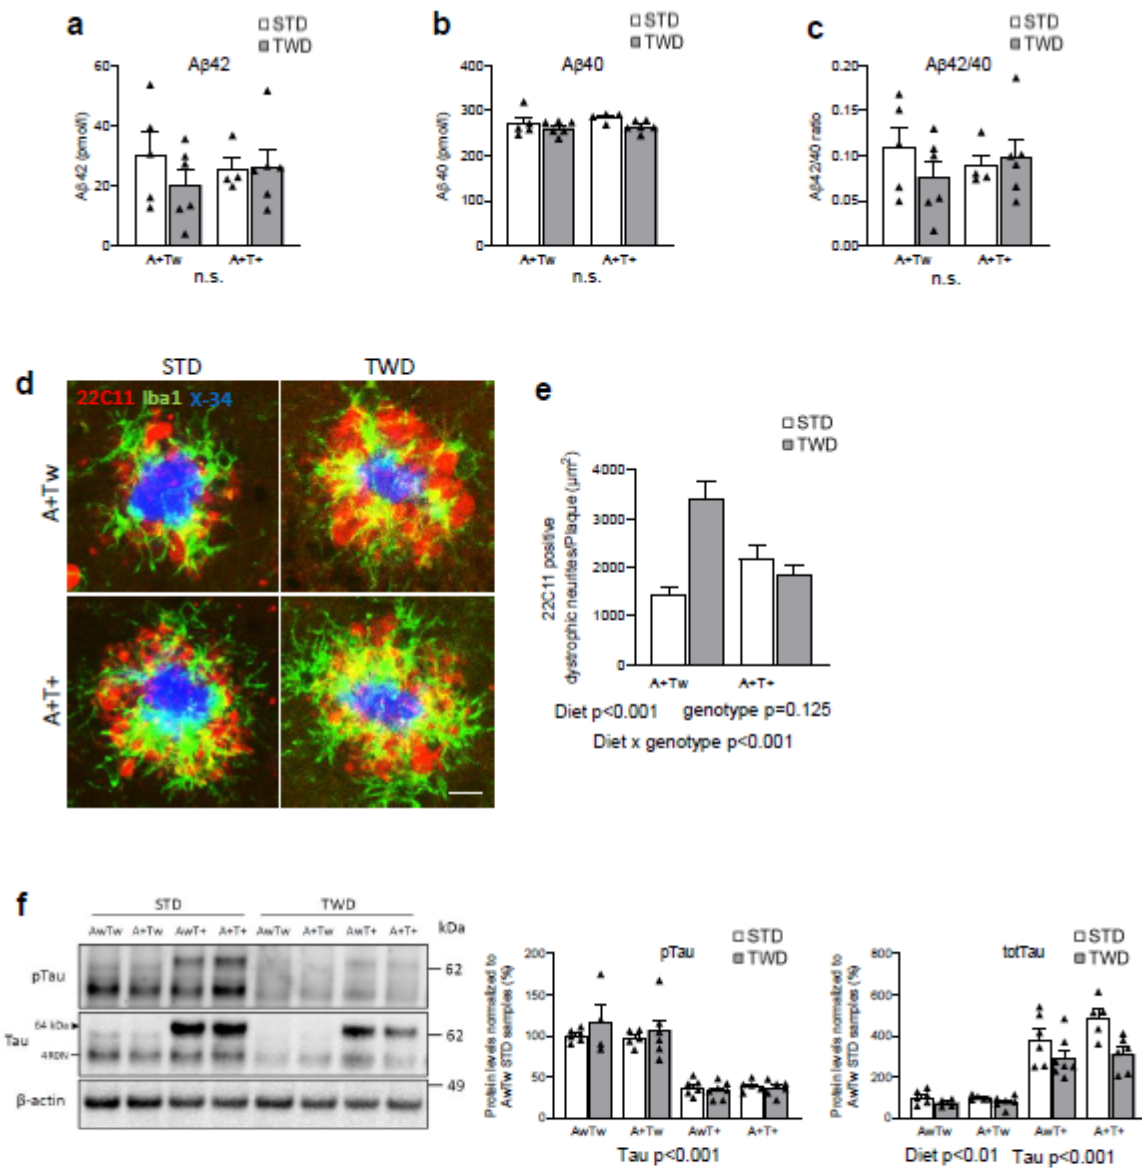 a
STD
TWD
Aβ42
Aβ42 (pmol/l)
60
40
20
0
A+Tw
A+T+
n.s.
b
STD
TWD
Aβ40
Aβ40 (pmol/l)
400
300
200
100
0
A+Tw
A+T+
c
STD
TWD
Aβ42/40
Aβ42/40 ratio
0.20
0.15
0.10
0.05
0.00
A+Tw
A+T+
n.s.
d
STD
TWD
22C11 Iba1 X-34
A+Tw
A+T+
e
STD
TWD
22C11 positive
dystrophic neurites/Plaque (μm²)
4000
3000
2000
1000
0
A+Tw
A+T+
Diet p<0.001 genotype p=0.125
Diet x genotype p<0.001
f
STD
TWD
AwTw A+Tw AwT+ A+T+ AwTw A+Tw AwT+ A+T+
kDa
pTau
62
Tau
64 kDa
4R0N
62
49
β-actin
pTau
STD
TWD
Protein levels normalized to
AwTw STD samples (%)
200
150
100
50
0
AwTw A+Tw AwT+ A+T+
Tau p<0.001
totTau
STD
TWD
Protein levels normalized to
AwTw STD samples (%)
800
600
400
200
0
AwTw A+Tw AwT+ A+T+
Diet p<0.01 Tau p<0.001